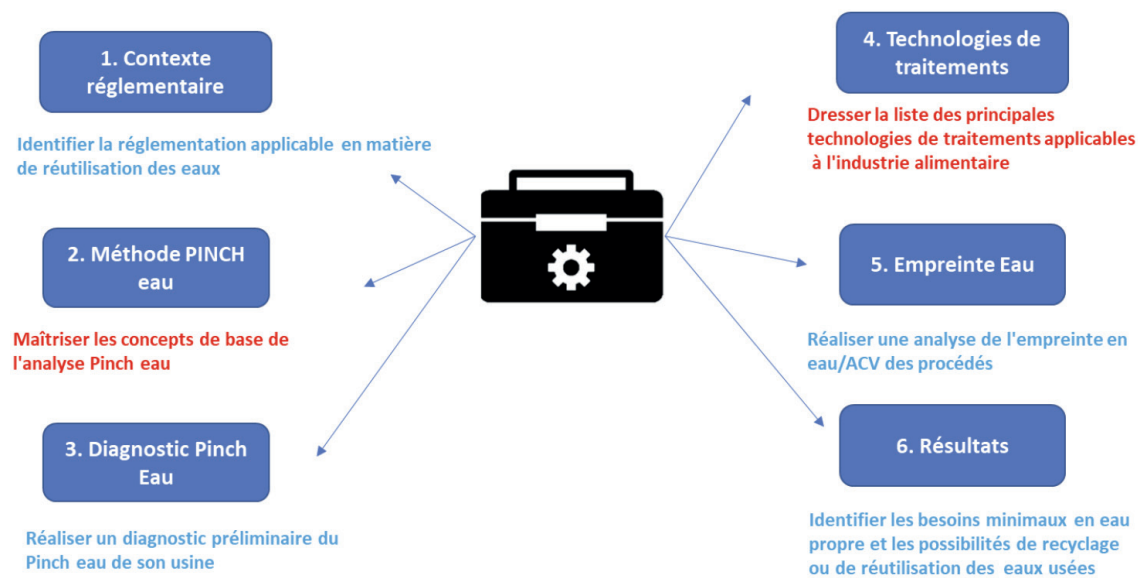 1. Contexte
réglementaire
Identifier la réglementation applicable en matière
de réutilisation des eaux
2. Méthode PINCH
eau
Maîtriser les concepts de base de
l'analyse Pinch eau
3. Diagnostic Pinch
Eau
Réaliser un diagnostic préliminaire du
Pinch eau de son usine
4. Technologies de
traitements
Dresser la liste des principales
technologies de traitements applicables
à l'industrie alimentaire
5. Empreinte Eau
Réaliser une analyse de l'empreinte en
eau/ACV des procédés
6. Résultats
Identifier les besoins minimaux en eau
propre et les possibilités de recyclage
ou de réutilisation des eaux usées